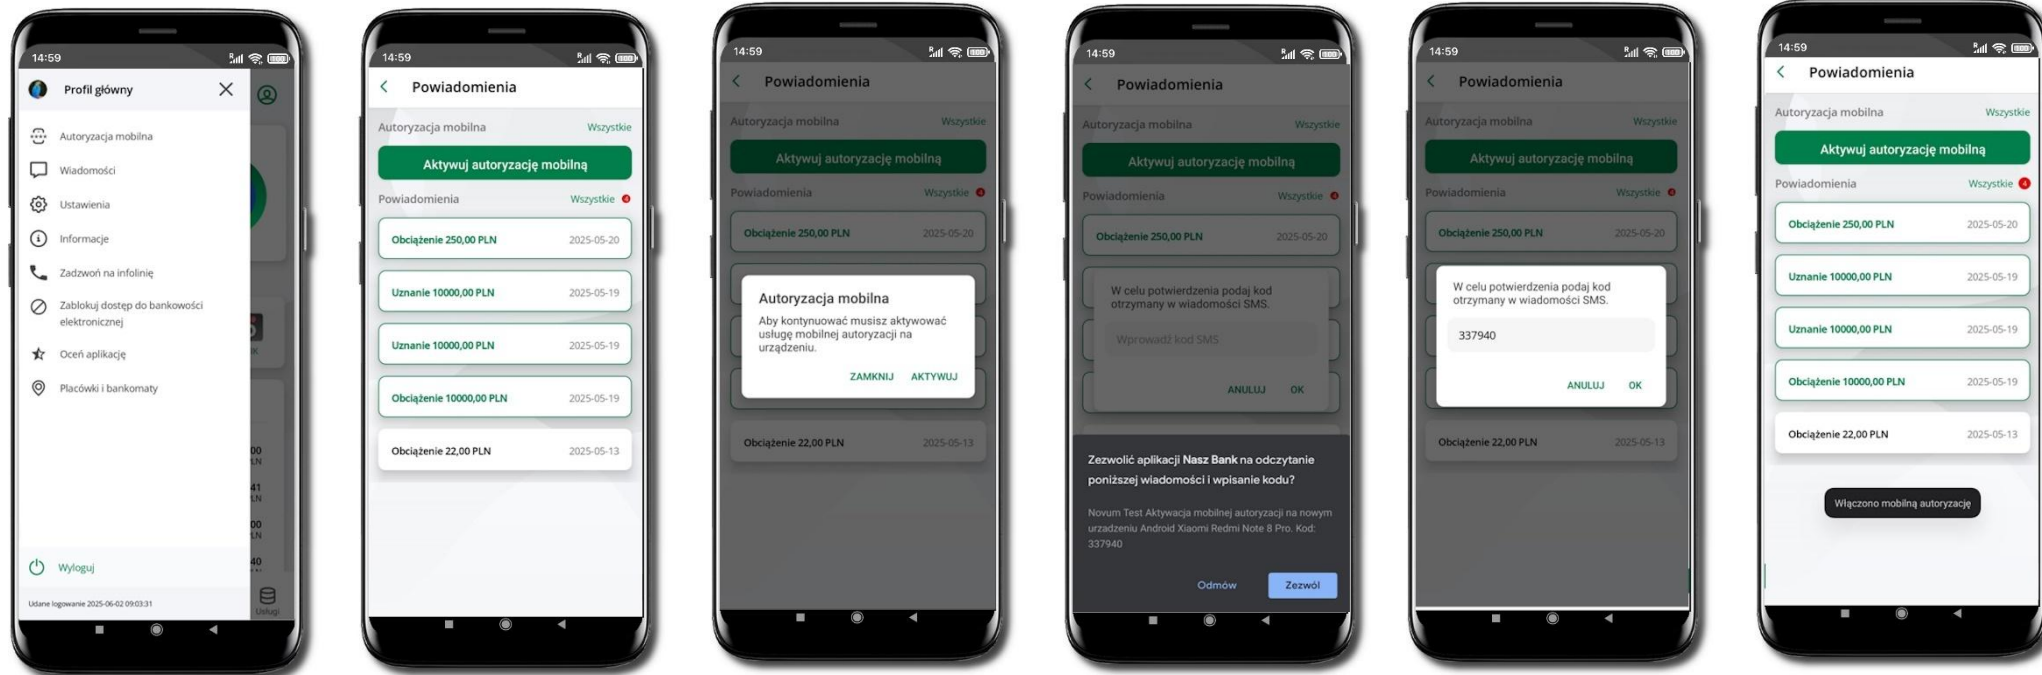 14:59
Profil główny
Autoryzacja mobilna
Wiadomości
Ustawienia
Informacje
Zadzwoń na infolinię
Zablokuj dostęp do bankowości
elektronicznej
Oceń aplikację
Placówki i bankomaty
00
41
00
40
Wyloguj
Usługi
Udane logowanie 2025-06-02 09:03:31
14:59
Powiadomienia
Autoryzacja mobilna Wszystkie
Aktywuj autoryzację mobilną
Powiadomienia Wszystkie 4
Obciążenie 250,00 PLN 2025-05-20
Uznanie 10000,00 PLN 2025-05-19
Uznanie 10000,00 PLN 2025-05-19
Obciążenie 10000,00 PLN 2025-05-19
Obciążenie 22,00 PLN 2025-05-13
14:59
Powiadomienia
Autoryzacja mobilna Wszystkie
Aktywuj autoryzację mobilną
Powiadomienia Wszystkie 4
Obciążenie 250,00 PLN 2025-05-20
Autoryzacja mobilna
Aby kontynuować musisz aktywować
usługę mobilnej autoryzacji na
urządzeniu.
ZAMKNIJ AKTYWUJ
Obciążenie 22,00 PLN 2025-05-13
14:59
Powiadomienia
Autoryzacja mobilna Wszystkie
Aktywuj autoryzację mobilną
Powiadomienia Wszystkie 4
Obciążenie 250,00 PLN 2025-05-20
W celu potwierdzenia podaj kod
otrzymany w wiadomości SMS.
Wprowadź kod SMS
ANULUJ OK
Zezwolić aplikacji Nasz Bank na odczytanie
poniższej wiadomości i wpisanie kodu?
Novum Test Aktywacja mobilnej autoryzacji na nowym
urzadzeniu Android Xiaomi Redmi Note 8 Pro. Kod:
337940
Odmów Zezwól
14:59
Powiadomienia
Autoryzacja mobilna Wszystkie
Aktywuj autoryzację mobilną
Powiadomienia Wszystkie 4
Obciążenie 250,00 PLN 2025-05-20
W celu potwierdzenia podaj kod
otrzymany w wiadomości SMS.
337940
ANULUJ OK
Obciążenie 22,00 PLN 2025-05-13
14:59
Powiadomienia
Autoryzacja mobilna Wszystkie
Aktywuj autoryzację mobilną
Powiadomienia Wszystkie 4
Obciążenie 250,00 PLN 2025-05-20
Uznanie 10000,00 PLN 2025-05-19
Uznanie 10000,00 PLN 2025-05-19
Obciążenie 10000,00 PLN 2025-05-19
Obciążenie 22,00 PLN 2025-05-13
Włączono mobilną autoryzację